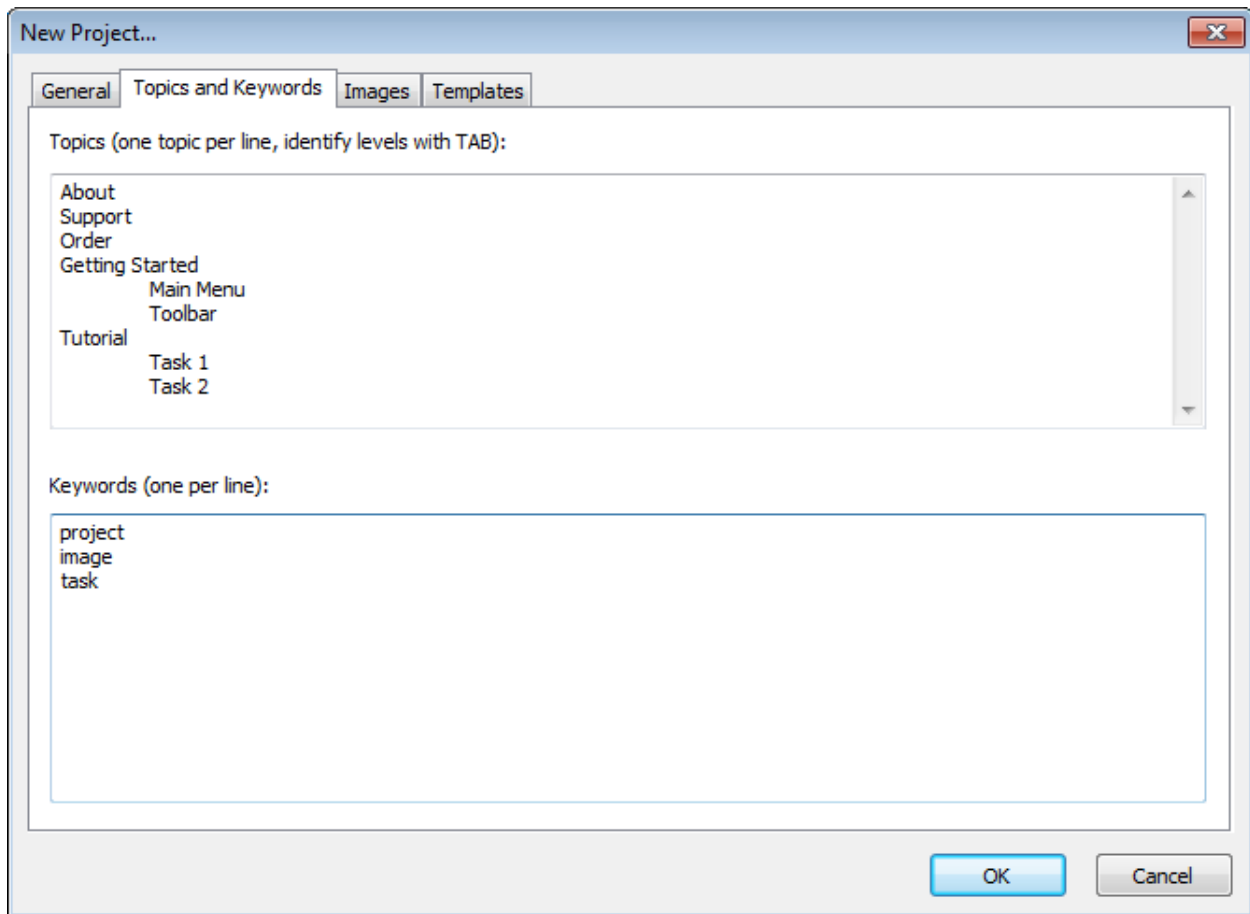 New Project...
General Topics and Keywords Images Templates
Topics (one topic per line, identify levels with TAB):
About
Support
Order
Getting Started
Main Menu
Toolbar
Tutorial
Task 1
Task 2
Keywords (one per line):
project
image
task
OK Cancel